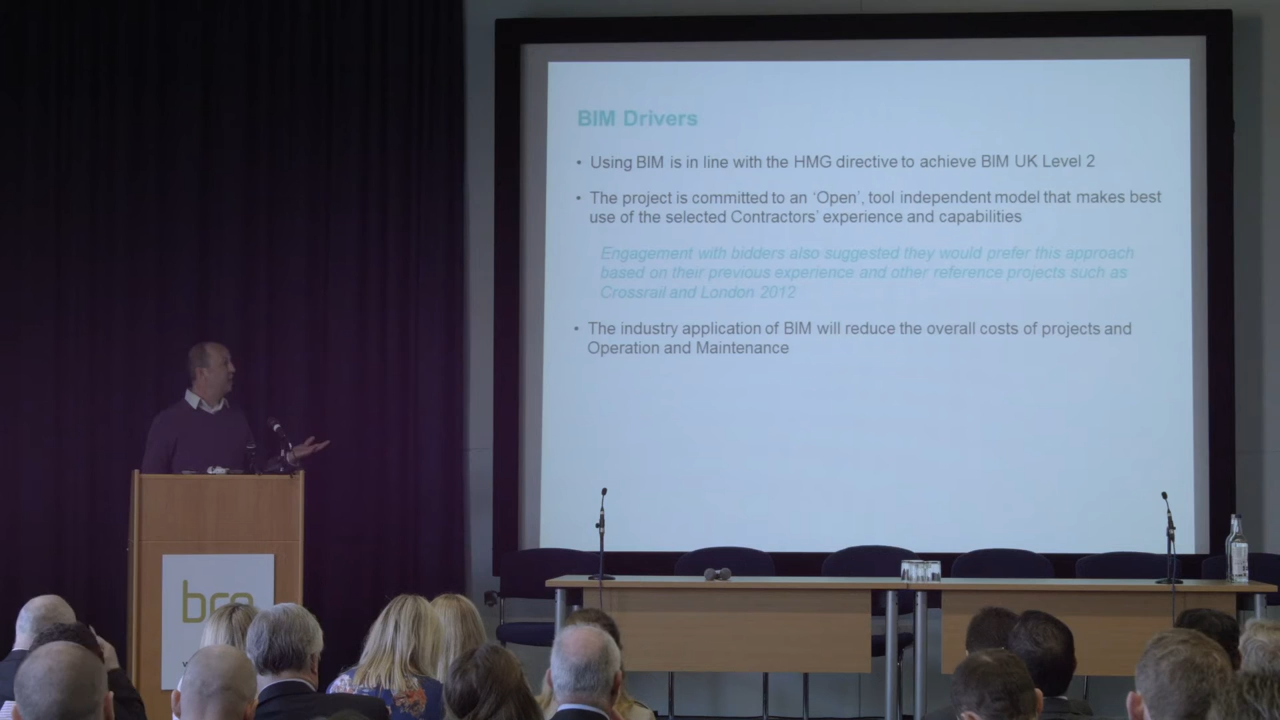 BIM Drivers
• Using BIM is in line with the HMG directive to achieve BIM UK Level 2
• The project is committed to an 'Open', tool independent model that makes best
use of the selected Contractors' experience and capabilities
Engagement with bidders also suggested they would prefer this approach
based on their previous experience and other reference projects such as
Crossrail and London 2012
• The industry application of BIM will reduce the overall costs of projects and
Operation and Maintenance
bre